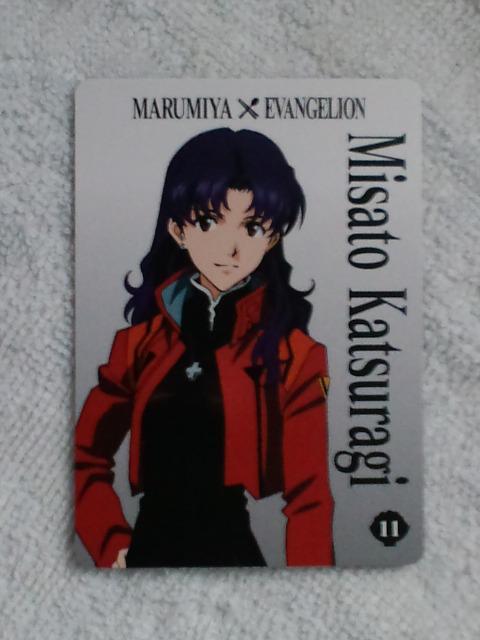 MARUMIYA × EVANGELION
Misato Katsuragi
11